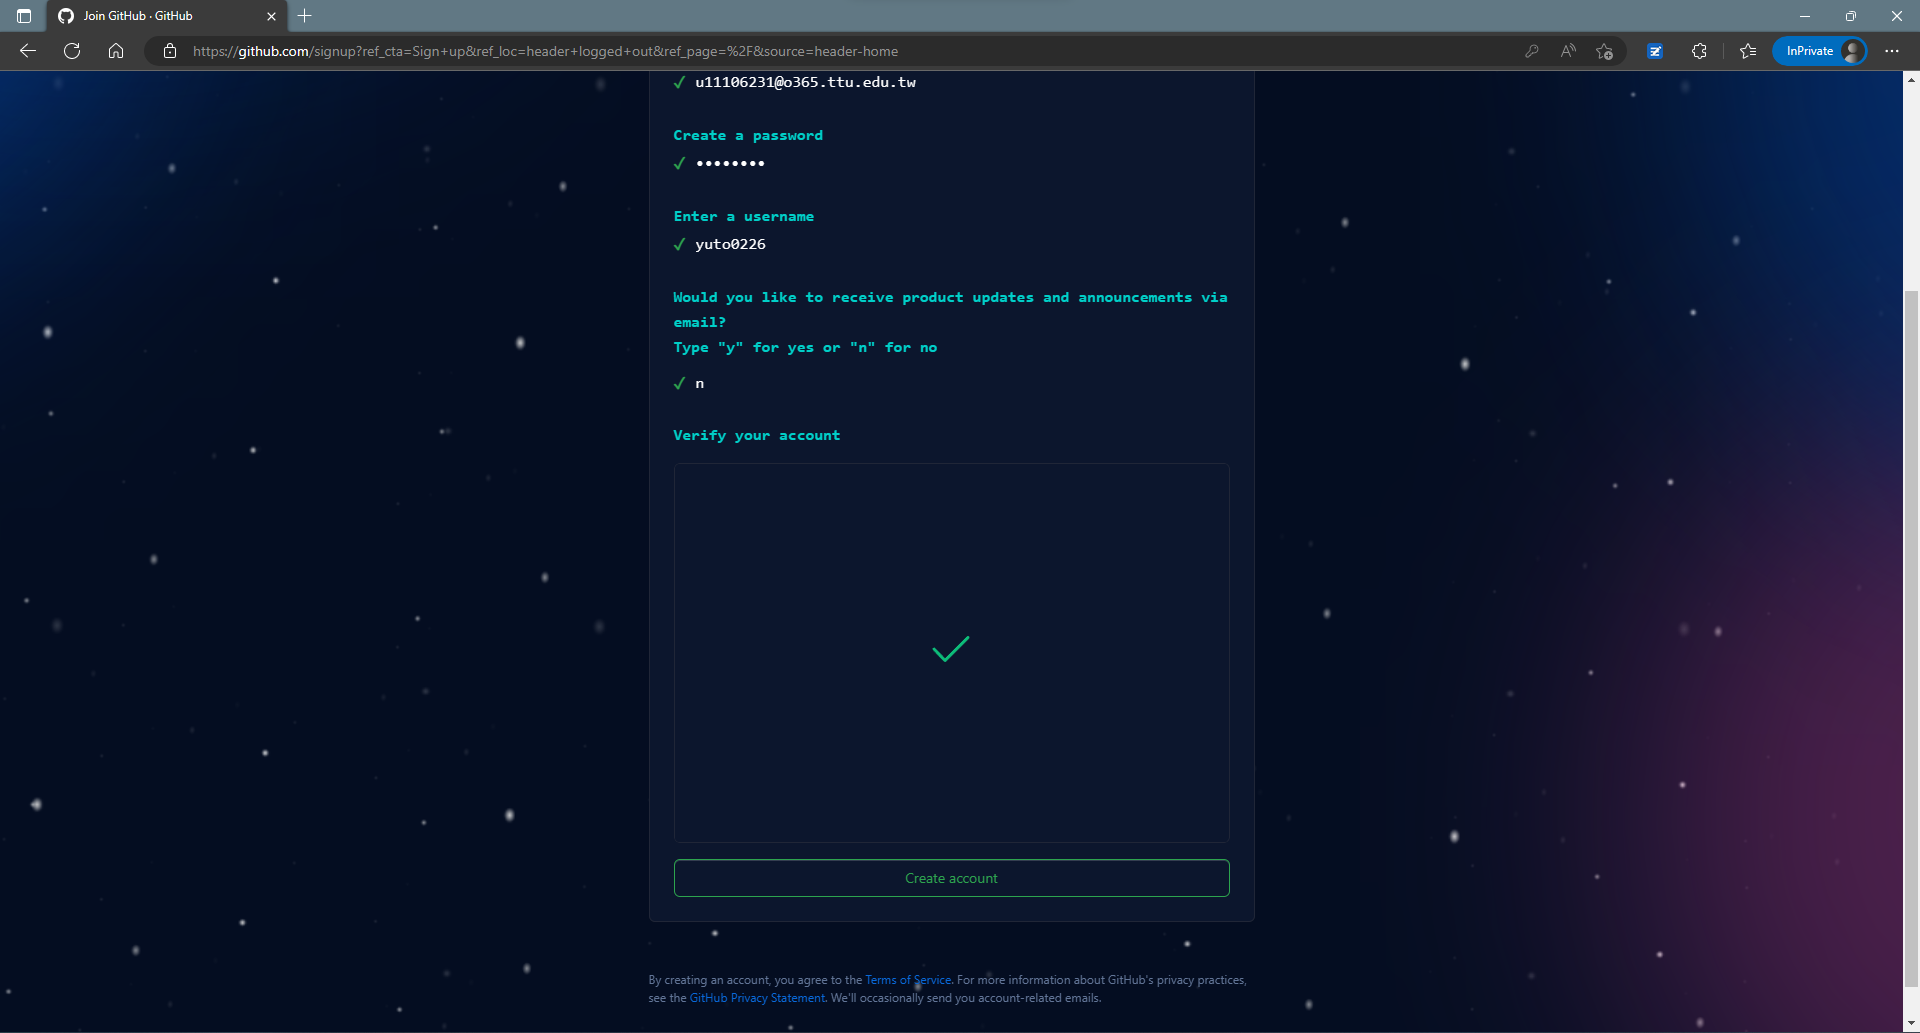 Join GitHub · GitHub
https://github.com/signup?ref_cta=Sign+up&ref_loc=header+logged+out&ref_page=%2F&source=header-home
InPrivate
u11106231@o365.ttu.edu.tw
Create a password
••••••••
Enter a username
yuto0226
Would you like to receive product updates and announcements via
email?
Type "y" for yes or "n" for no
n
Verify your account
Create account
By creating an account, you agree to the Terms of Service. For more information about GitHub's privacy practices,
see the GitHub Privacy Statement. We'll occasionally send you account-related emails.